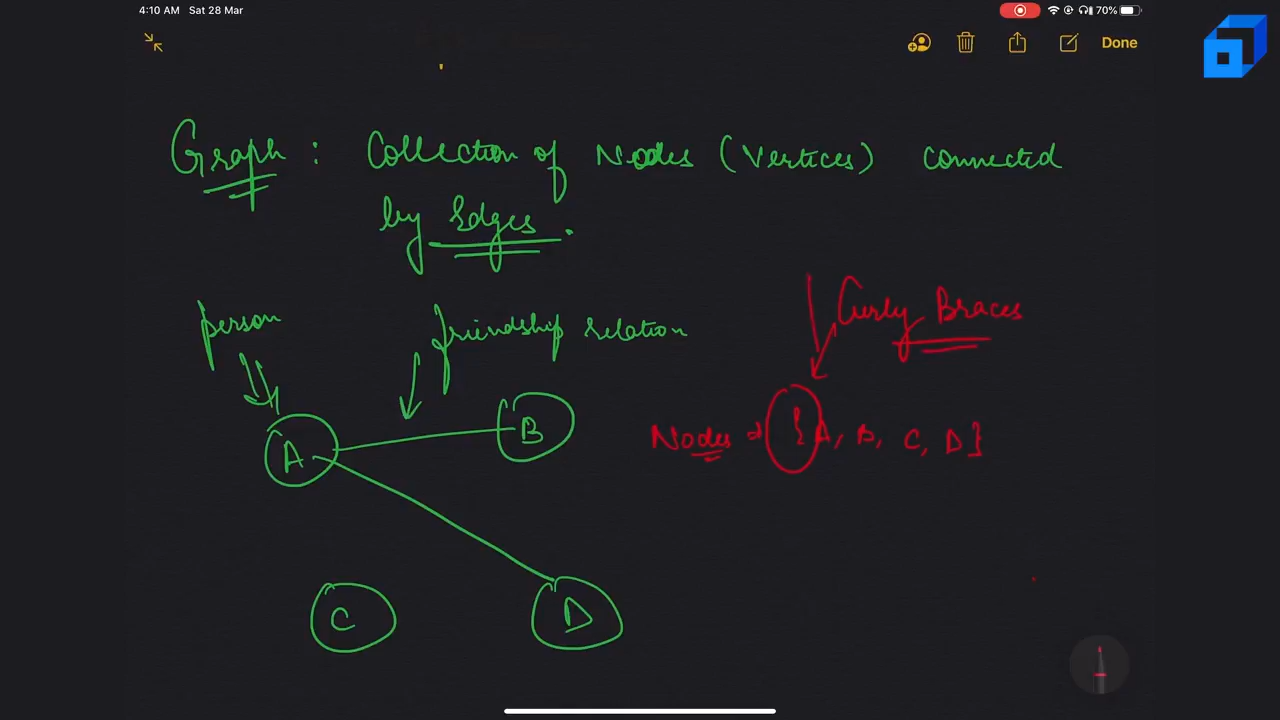 4:10 AM Sat 28 Mar
70%
Done
Graph : Collection of Nodes (Vertices) connected
by Edges.
person
friendship relation
Curly Braces
A
B
Nodes → {A, B, C, D}
C
D